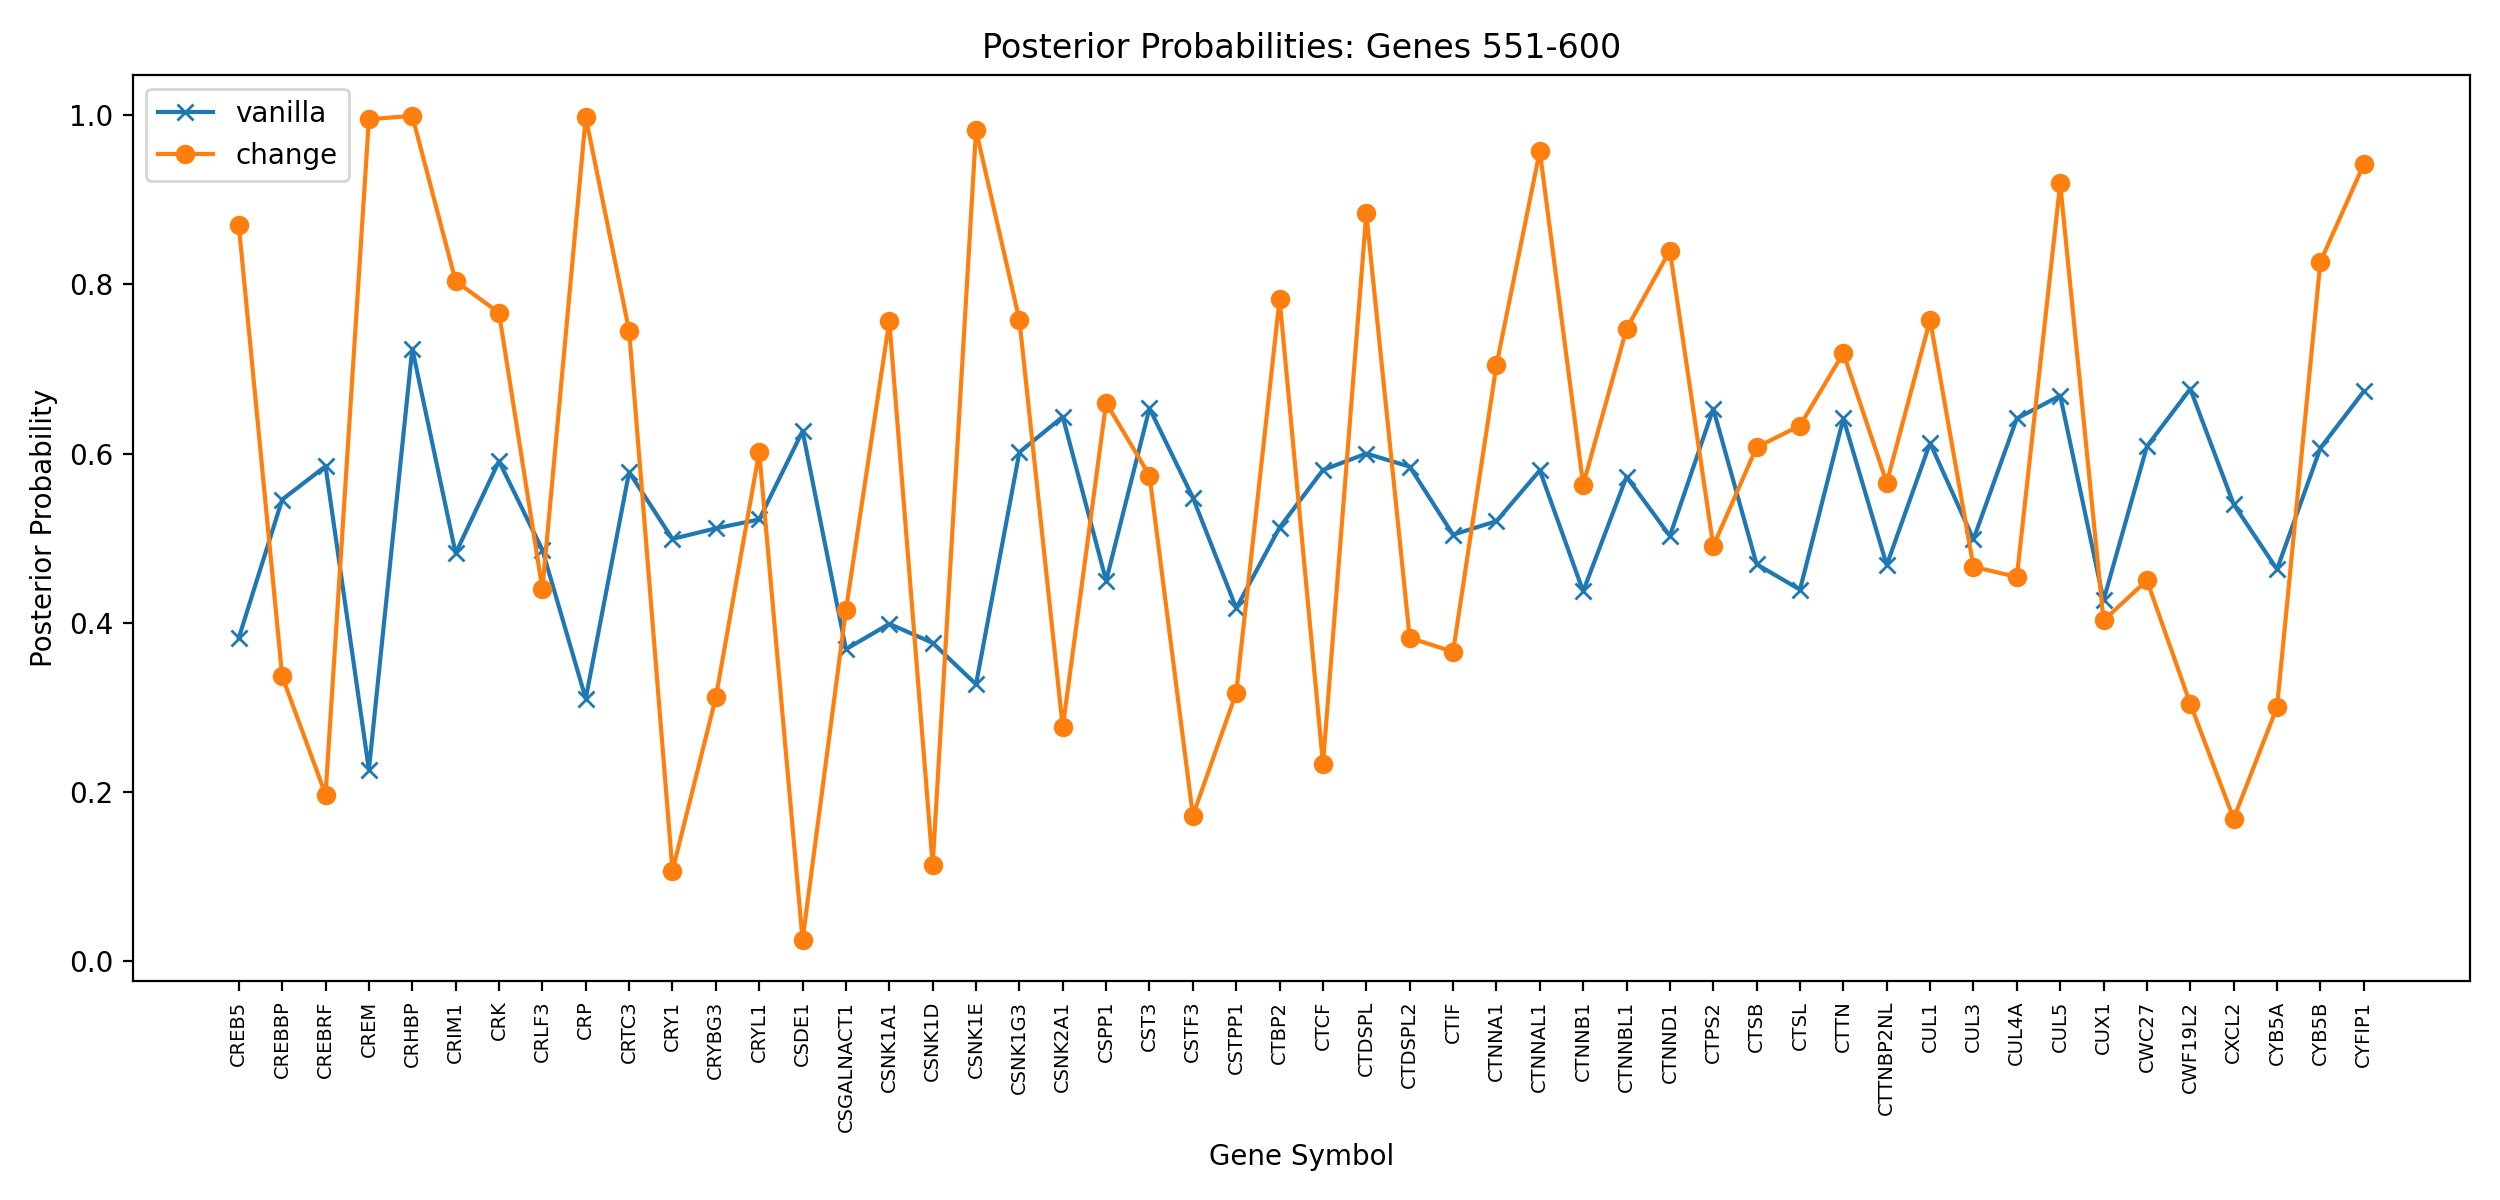 Posterior Probabilities: Genes 551-600
vanilla
change
1.0
0.8
0.6
0.4
0.2
0.0
Posterior Probability
CREB5
CREBBP
CREBRF
CREM
CRHBP
CRIM1
CRK
CRLF3
CRP
CRTC3
CRY1
CRYBG3
CRYL1
CSDE1
CSGALNACT1
CSNK1A1
CSNK1D
CSNK1E
CSNK1G3
CSNK2A1
CSPP1
CST3
CSTF3
CSTPP1
CTBP2
CTCF
CTDSPL
CTDSPL2
CTIF
CTNNA1
CTNNAL1
CTNNB1
CTNNBL1
CTNND1
CTPS2
CTSB
CTSL
CTTN
CTTNBP2NL
CUL1
CUL3
CUL4A
CUL5
CUX1
CWC27
CWF19L2
CXCL2
CYB5A
CYB5B
CYFIP1
Gene Symbol